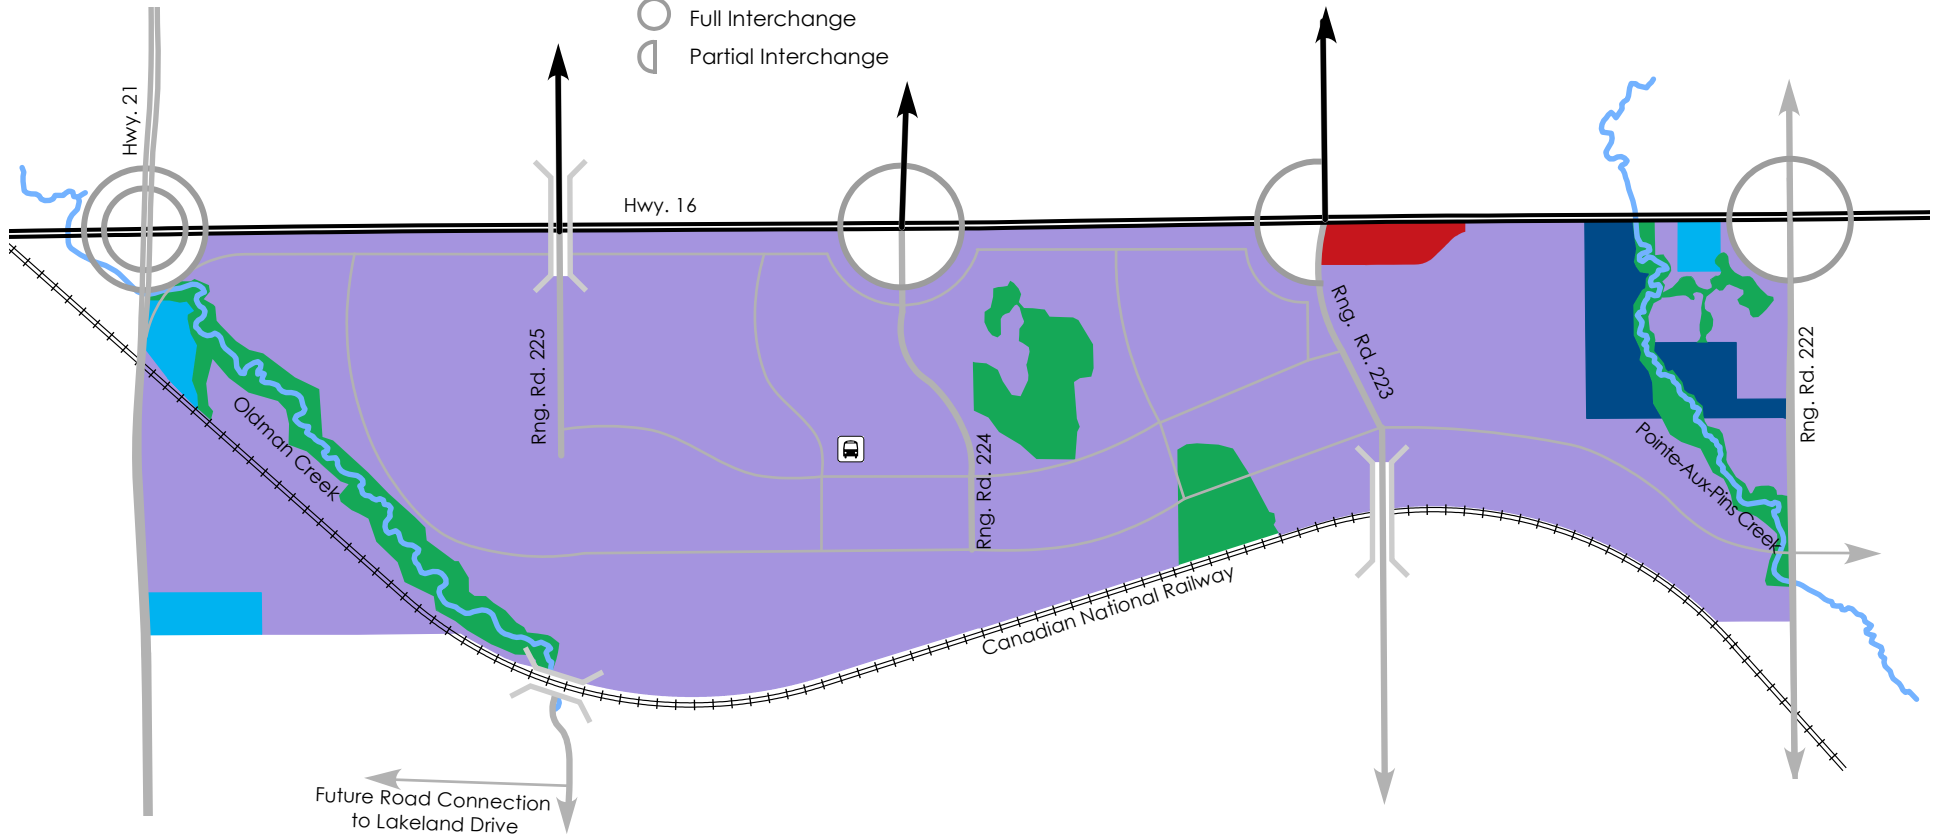 Full Interchange
Partial Interchange
Hwy. 21
Hwy. 16
Rng. Rd. 225
Rng. Rd. 224
Rng. Rd. 223
Rng. Rd. 222
Oldman Creek
Pointe-Aux-Pins Creek
Canadian National Railway
Future Road Connection
to Lakeland Drive